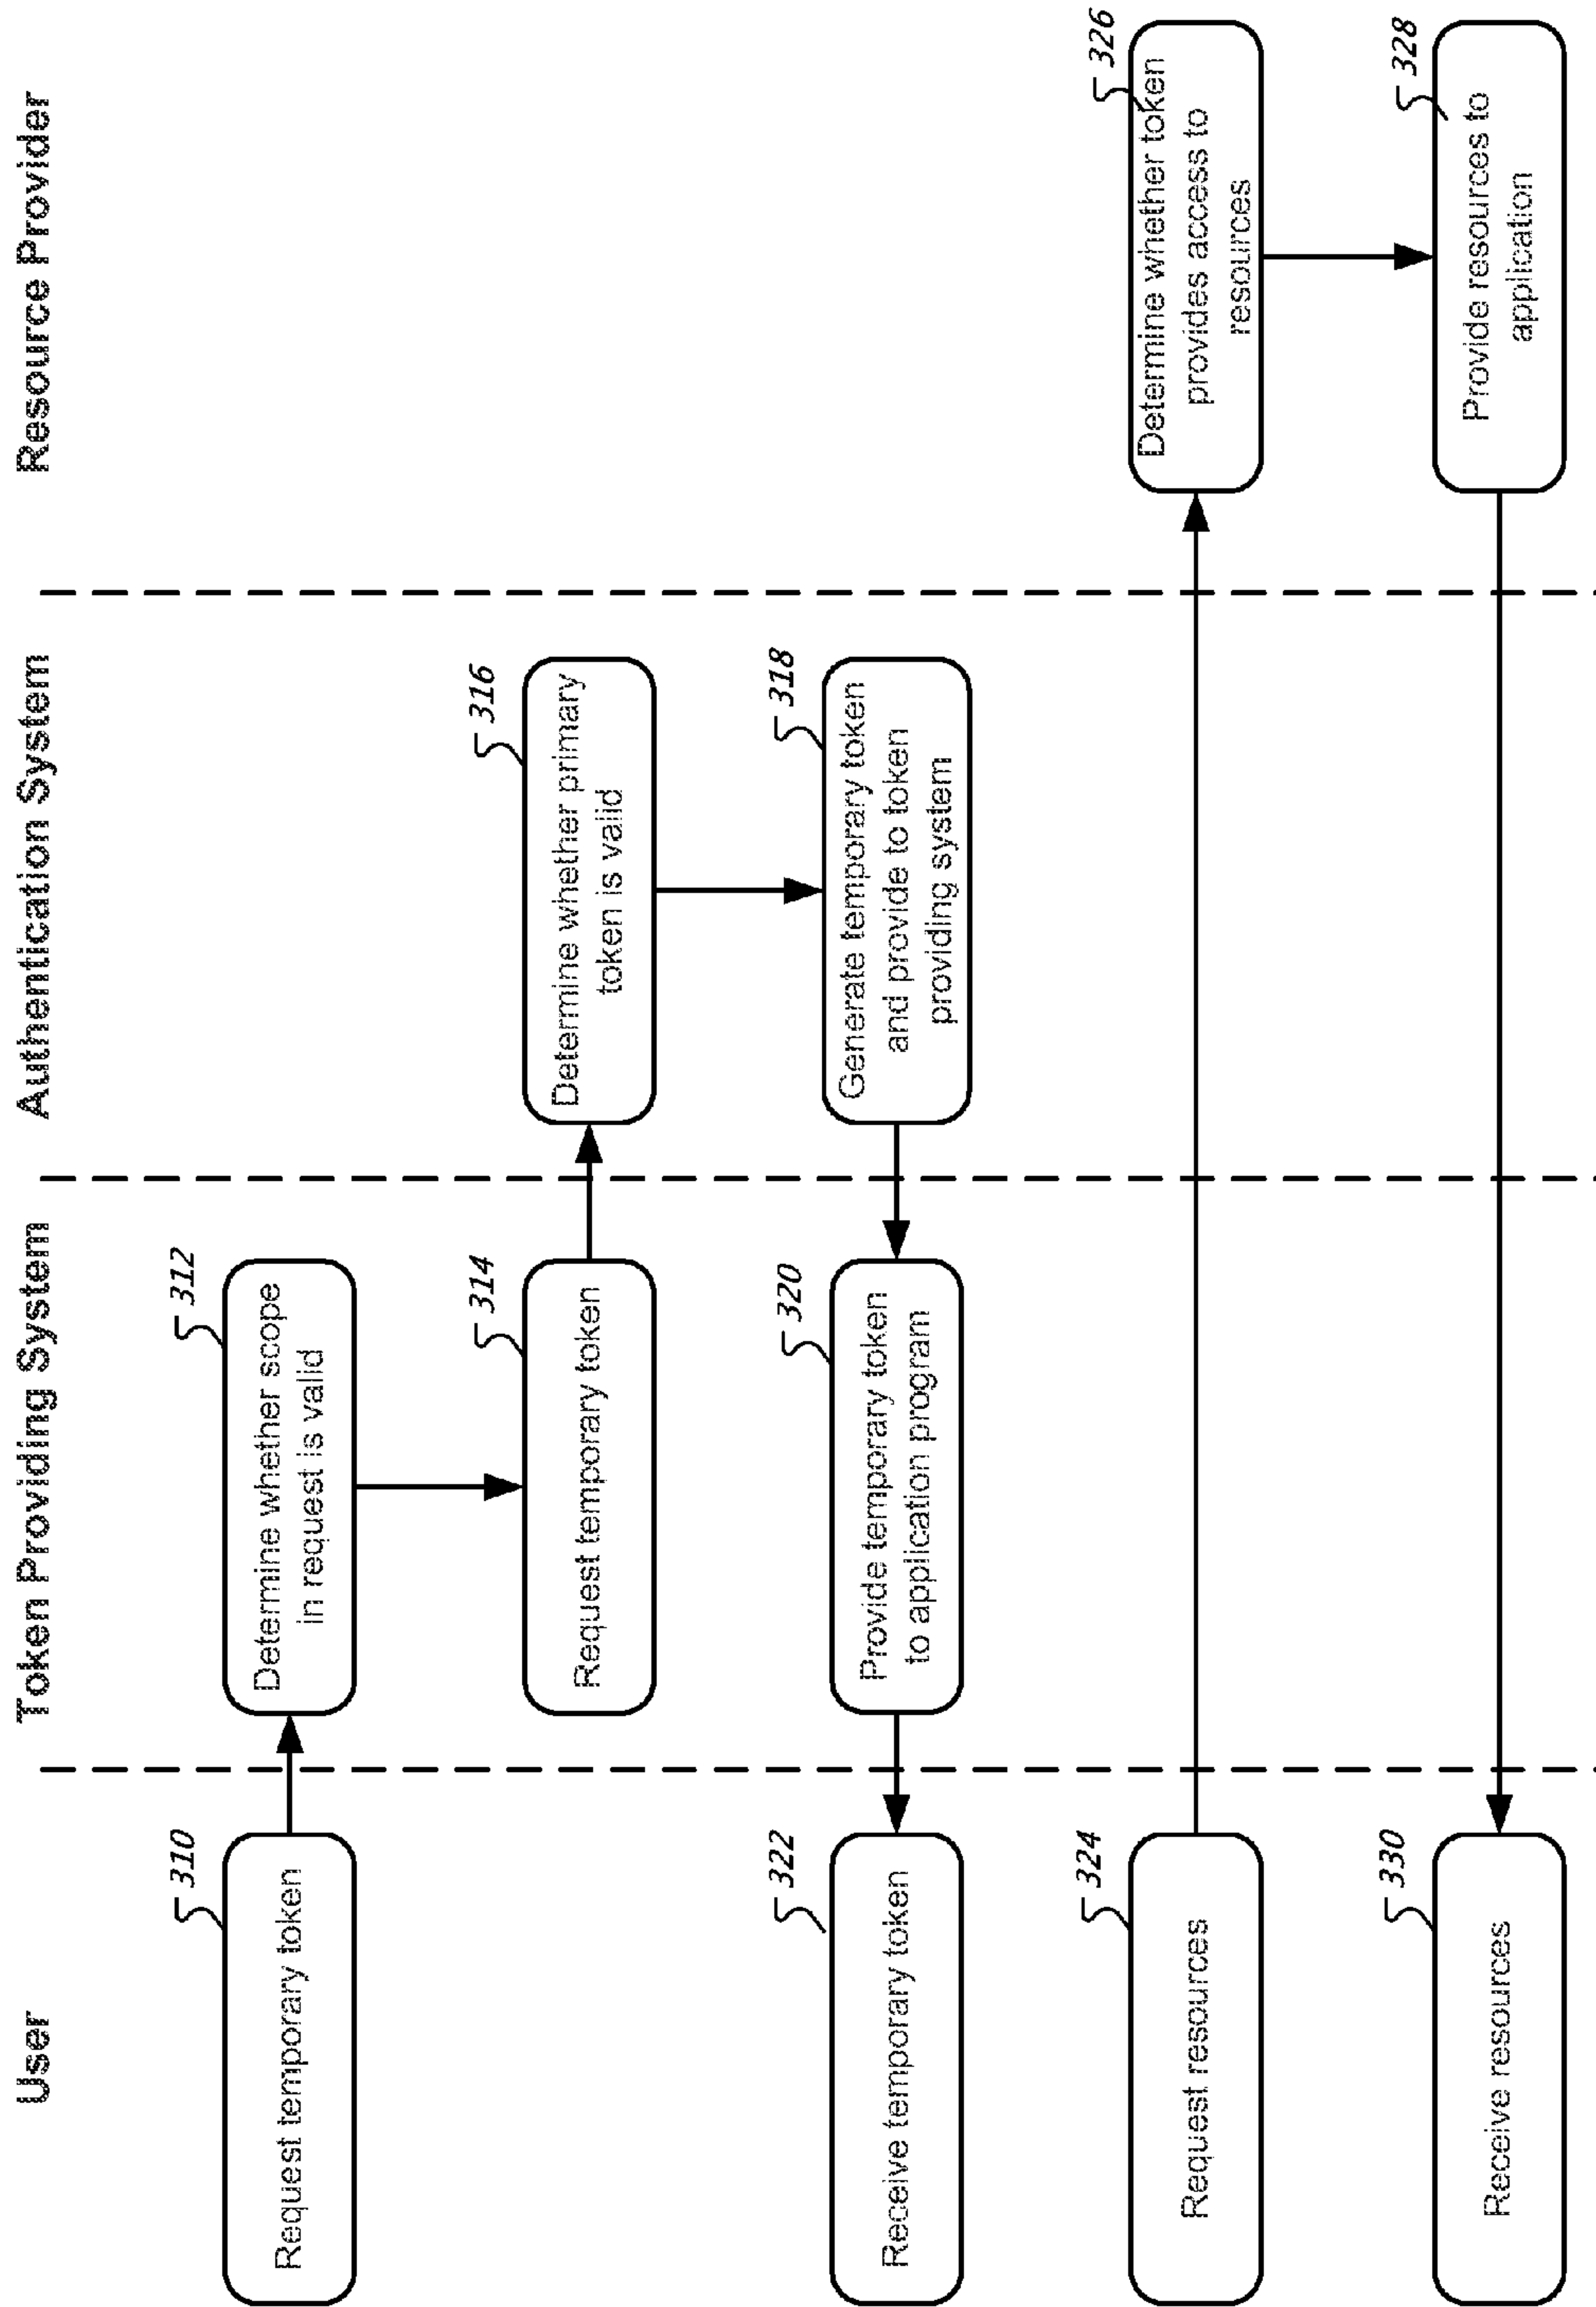 User
Token Providing System
Authentication System
Resource Provider
310
Request temporary token
312
Determine whether scope
in request is valid
314
Request temporary token
316
Determine whether primary
token is valid
318
Generate temporary token
and provide to token
providing system
320
Provide temporary token
to application program
322
Receive temporary token
324
Request resources
326
Determine whether token
provides access to
resources
328
Provide resources to
application
330
Receive resources